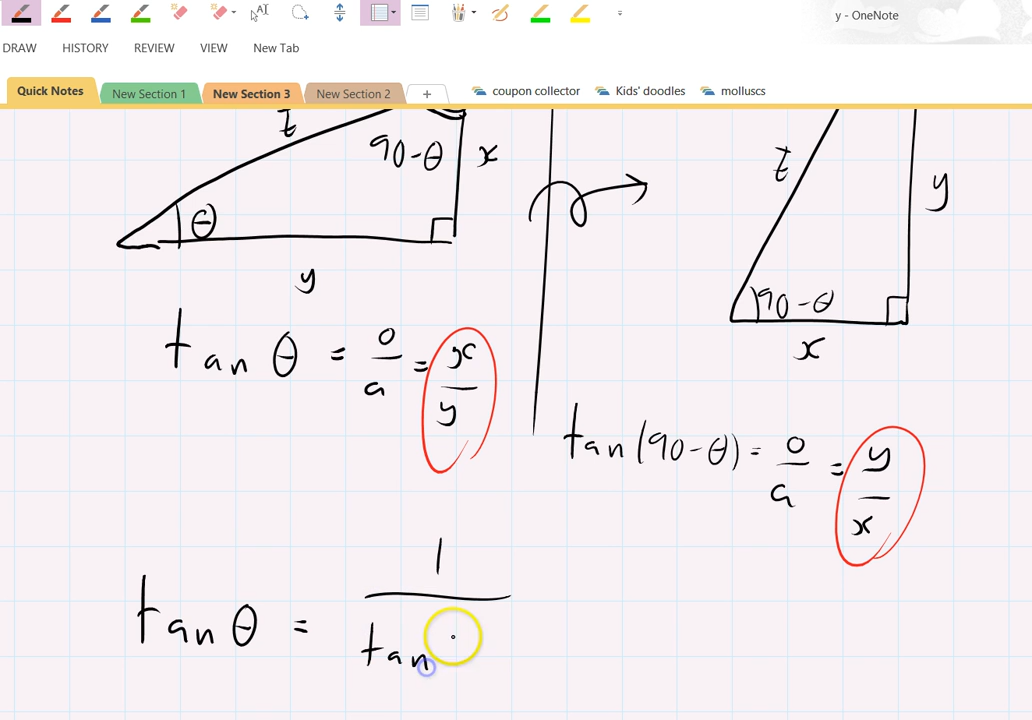 y - OneNote
DRAW HISTORY REVIEW VIEW New Tab
Quick Notes New Section 1 New Section 3 New Section 2 + coupon collector Kids' doodles molluscs
t
90-θ x
θ
y
tan θ = o/a = x/y
t
y
90-θ
x
tan(90-θ) = o/a = y/x
tan θ = 1/tan